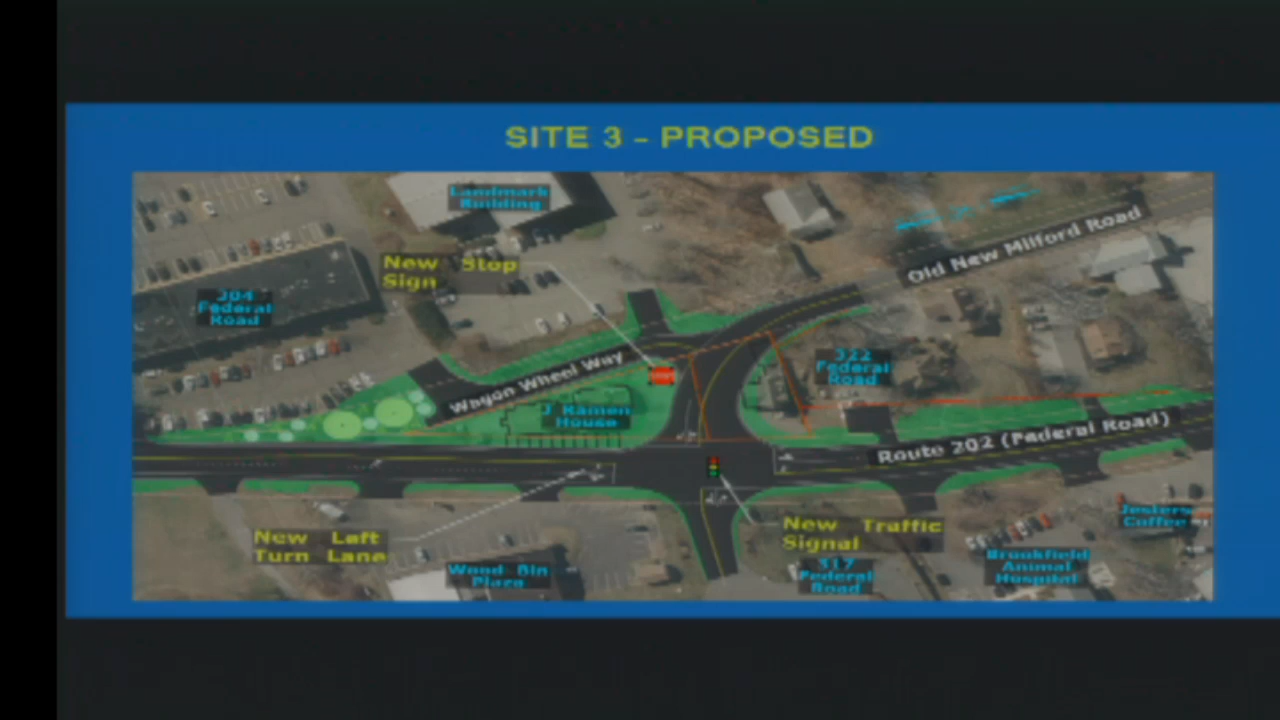 SITE 3 - PROPOSED
Landmark
Building
Old New Milford Road
New Stop
Sign
304
Federal
Road
Wagon Wheel Way
322
Federal
Road
J Ramen
House
Route 202 (Federal Road)
New Left
Turn Lane
New Traffic
Signal
Jesters
Coffee
Wood Bin
Plaza
317
Federal
Road
Brookfield
Animal
Hospital